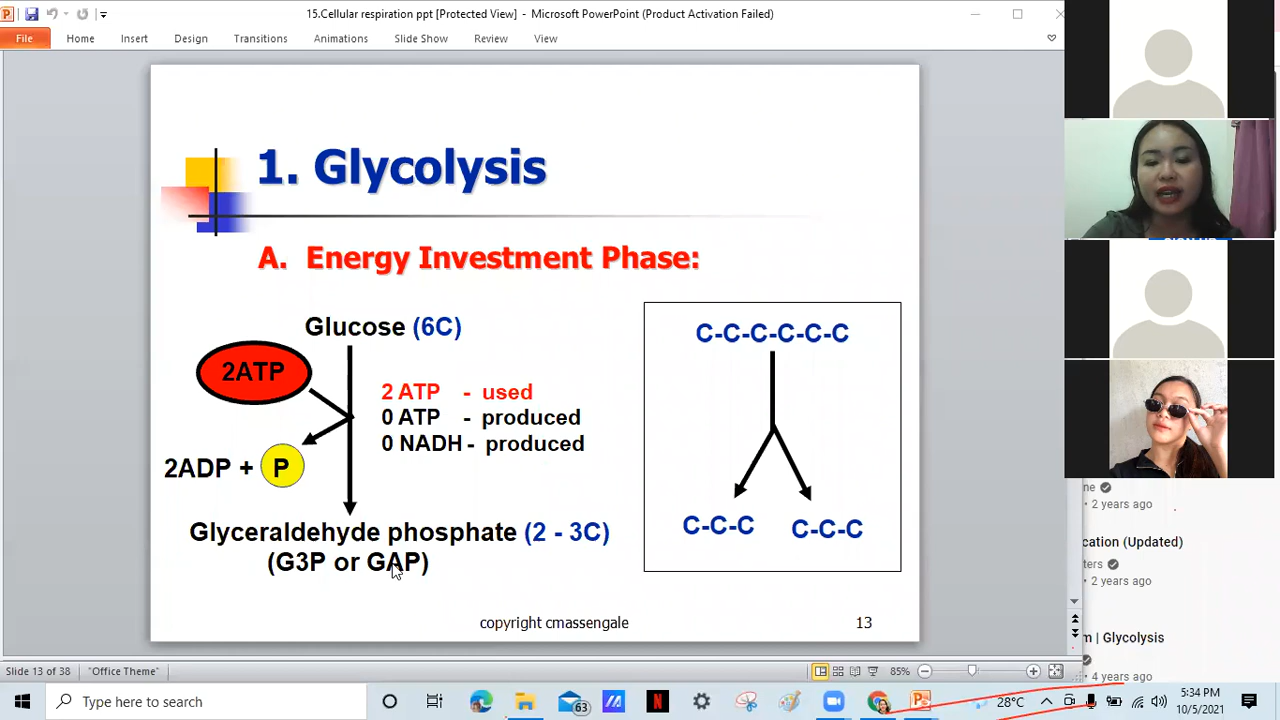 15.Cellular respiration ppt [Protected View] - Microsoft PowerPoint (Product Activation Failed)
File Home Insert Design Transitions Animations Slide Show Review View
1. Glycolysis
A. Energy Investment Phase:
Glucose (6C)
2ATP
2 ATP - used
0 ATP - produced
0 NADH - produced
2ADP + P
Glyceraldehyde phosphate (2 - 3C)
(G3P or GAP)
C-C-C-C-C-C
C-C-C C-C-C
copyright cmassengale
13
ne
2 years ago
cation (Updated)
ters
2 years ago
m | Glycolysis
4 years ago
Slide 13 of 38 "Office Theme" 85%
Type here to search
63
28°C
5:34 PM
10/5/2021